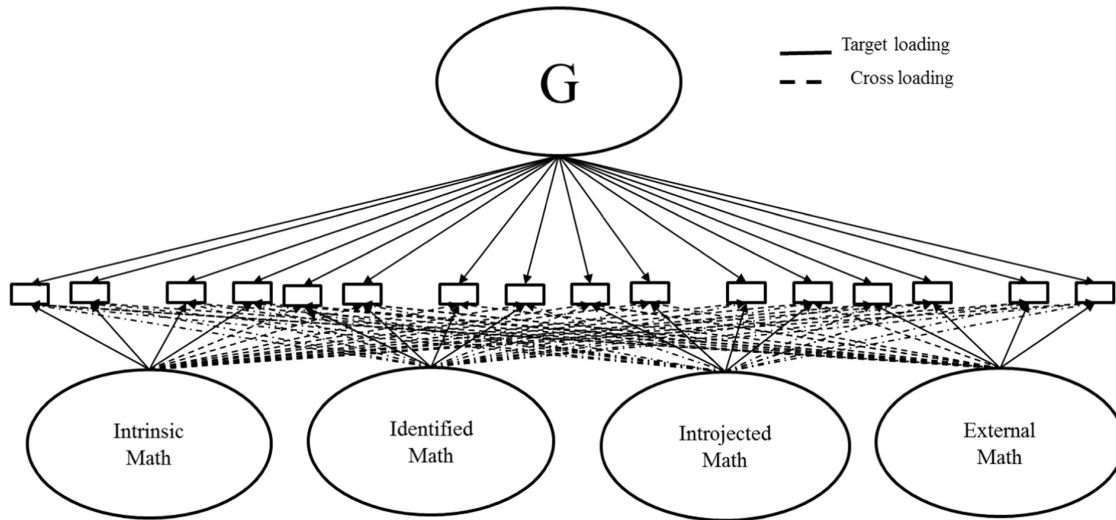 G
Target loading
Cross loading
Intrinsic
Math
Identified
Math
Introjected
Math
External
Math